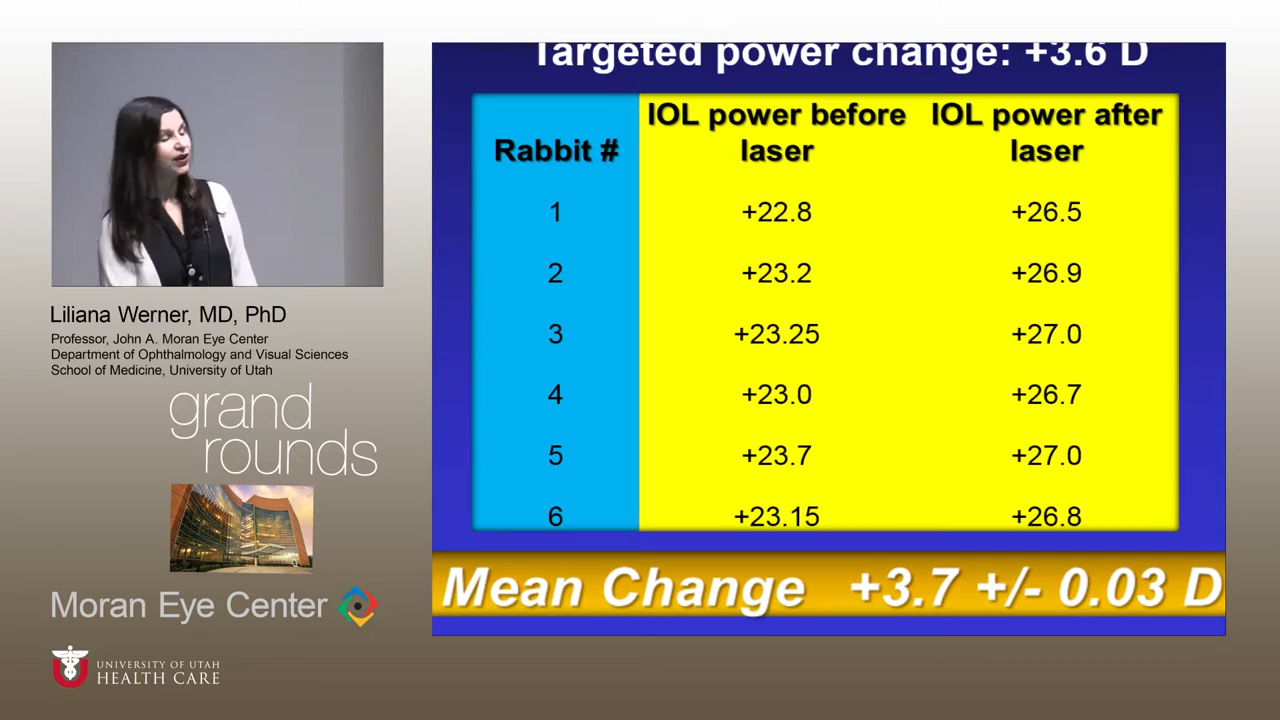 Targeted power change: +3.6 D
Rabbit # IOL power before laser IOL power after laser
1 +22.8 +26.5
2 +23.2 +26.9
3 +23.25 +27.0
4 +23.0 +26.7
5 +23.7 +27.0
6 +23.15 +26.8
Mean Change +3.7 +/- 0.03 D
Liliana Werner, MD, PhD
Professor, John A. Moran Eye Center
Department of Ophthalmology and Visual Sciences
School of Medicine, University of Utah
grand
rounds
Moran Eye Center
U
UNIVERSITY OF UTAH
HEALTH CARE